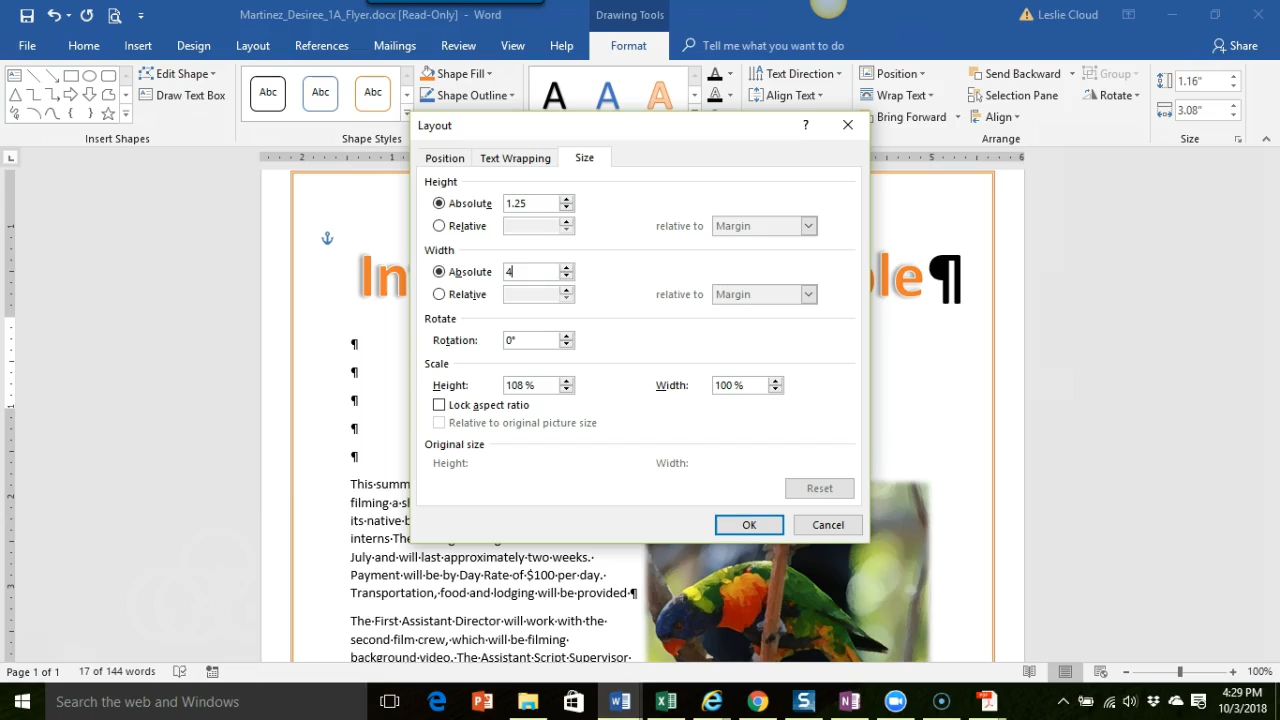 Martinez_Desiree_1A_Flyer.docx [Read-Only] - Word
Drawing Tools
Leslie Cloud
File Home Insert Design Layout References Mailings Review View Help Format Tell me what you want to do Share
Edit Shape
Draw Text Box
Insert Shapes
Abc Abc Abc
Shape Styles
Shape Fill
Shape Outline
A A A
A
A
Text Direction
Align Text
Position
Wrap Text
Bring Forward
Send Backward
Selection Pane
Align
Group
Rotate
Arrange
1.16"
3.08"
Size
2 1 5 6
Layout ?
Position Text Wrapping Size
Height
Absolute 1.25
Relative relative to Margin
Width
Absolute 4
Relative relative to Margin
Rotate
Rotation: 0°
Scale
Height: 108 % Width: 100 %
Lock aspect ratio
Relative to original picture size
Original size
Height: Width:
Reset
OK Cancel
In
le¶
¶
¶
¶
¶
¶
This·summ
filming·a·s
its·native·b
interns·The
July·and·will·last·approximately·two·weeks.·
Payment·will·be·by·Day·Rate·of·$100·per·day.·
Transportation,·food·and·lodging·will·be·provided·¶
The·First·Assistant·Director·will·work·with·the·
second·film·crew,·which·will·be·filming·
background·video.·The·Assistant·Script·Supervisor·
1
1
2
3
Page 1 of 1 17 of 144 words 100%
Search the web and Windows
4:29 PM
10/3/2018